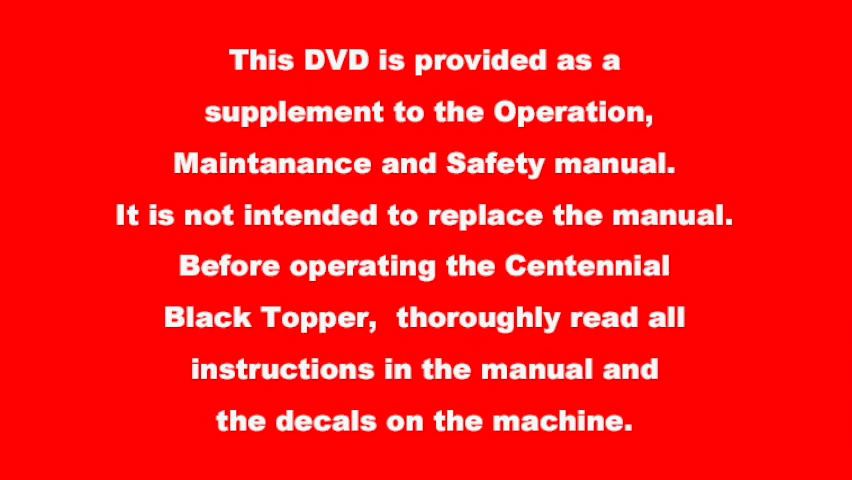 This DVD is provided as a
supplement to the Operation,
Maintanance and Safety manual.
It is not intended to replace the manual.
Before operating the Centennial
Black Topper,  thoroughly read all
instructions in the manual and
the decals on the machine.